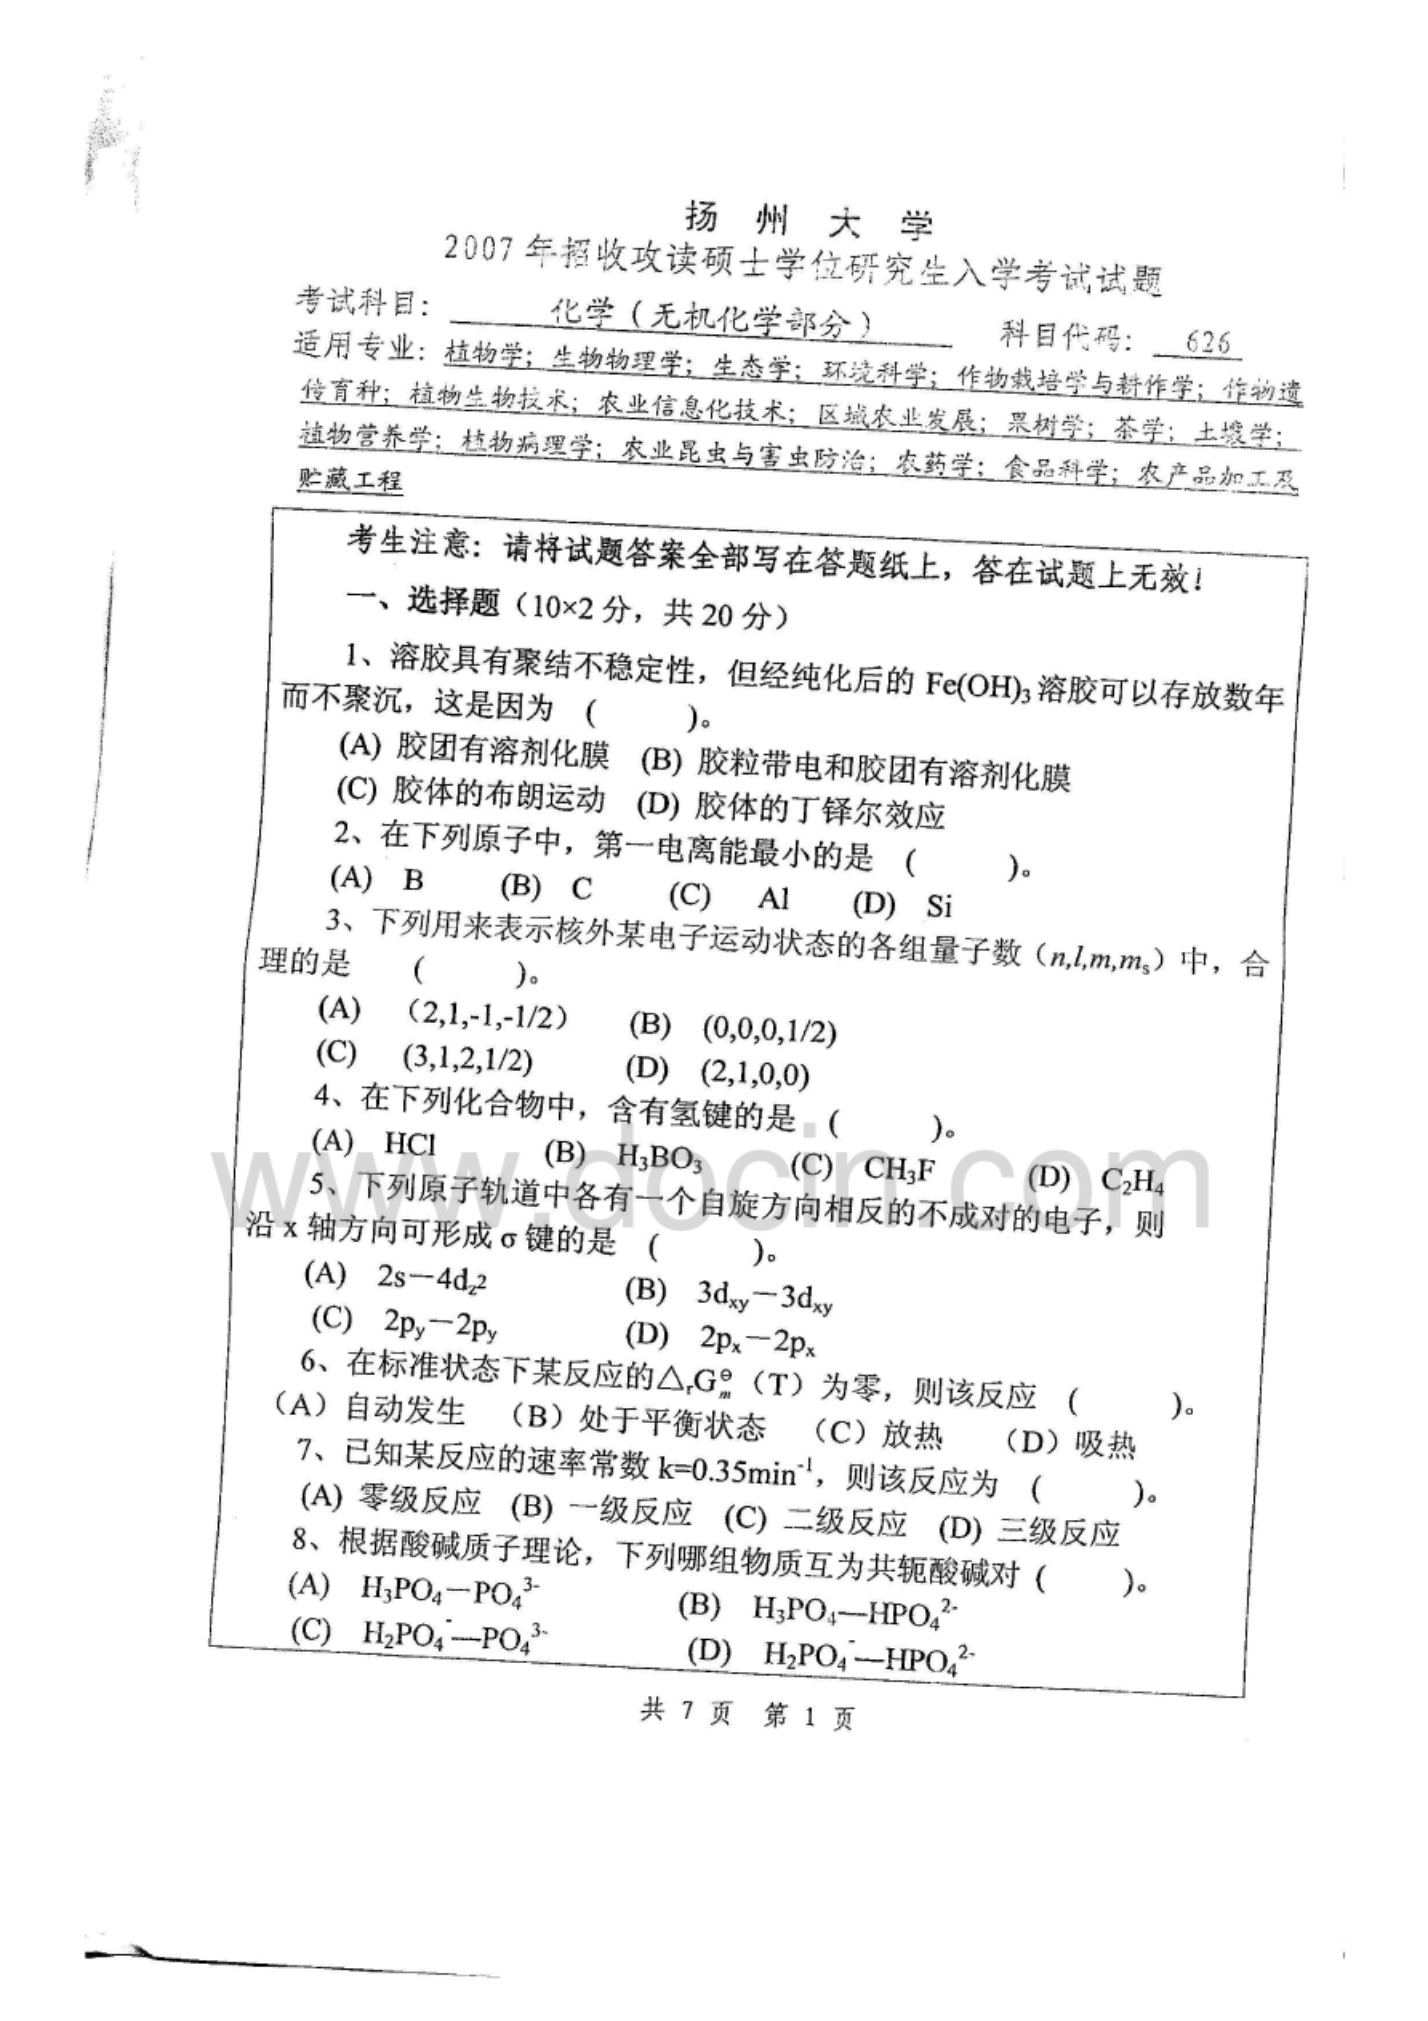 扬 州 大 学
2007年招收攻读硕士学位研究生入学考试试题
考试科目： 化学（无机化学部分） 科目代码： 626
适用专业：植物学；生物物理学；生态学；环境科学；作物栽培学与耕作学；作物遗
传育种；植物生物技术；农业信息化技术；区域农业发展；果树学；茶学；土壤学；
植物营养学；植物病理学；农业昆虫与害虫防治；农药学；食品科学；农产品加工及
贮藏工程
考生注意：请将试题答案全部写在答题纸上，答在试题上无效！
一、选择题（10×2分，共20分）
1、溶胶具有聚结不稳定性，但经纯化后的 Fe(OH)₃溶胶可以存放数年
而不聚沉，这是因为 ( )。
(A) 胶团有溶剂化膜 (B) 胶粒带电和胶团有溶剂化膜
(C) 胶体的布朗运动 (D) 胶体的丁铎尔效应
2、在下列原子中，第一电离能最小的是 ( )。
(A) B (B) C (C) Al (D) Si
3、下列用来表示核外某电子运动状态的各组量子数（n,l,m,mₛ）中，合
理的是 ( )。
(A) （2,1,-1,-1/2） (B) (0,0,0,1/2)
(C) (3,1,2,1/2) (D) (2,1,0,0)
4、在下列化合物中，含有氢键的是 ( )。
(A) HCl (B) H₃BO₃ (C) CH₃F (D) C₂H₄
5、下列原子轨道中各有一个自旋方向相反的不成对的电子，则
沿 x 轴方向可形成 σ 键的是 ( )。
(A) 2s－4d_z² (B) 3d_xy－3d_xy
(C) 2p_y－2p_y (D) 2pₓ－2pₓ
6、在标准状态下某反应的△ᵣG_m^⊖（T）为零，则该反应 ( )。
（A）自动发生 （B）处于平衡状态 （C）放热 （D）吸热
7、已知某反应的速率常数 k=0.35min⁻¹，则该反应为 ( )。
(A) 零级反应 (B) 一级反应 (C) 二级反应 (D) 三级反应
8、根据酸碱质子理论，下列哪组物质互为共轭酸碱对 ( )。
(A) H₃PO₄－PO₄³⁻ (B) H₃PO₄—HPO₄²⁻
(C) H₂PO₄⁻—PO₄³⁻ (D) H₂PO₄⁻—HPO₄²⁻
共 7 页 第 1 页
www.docin.com